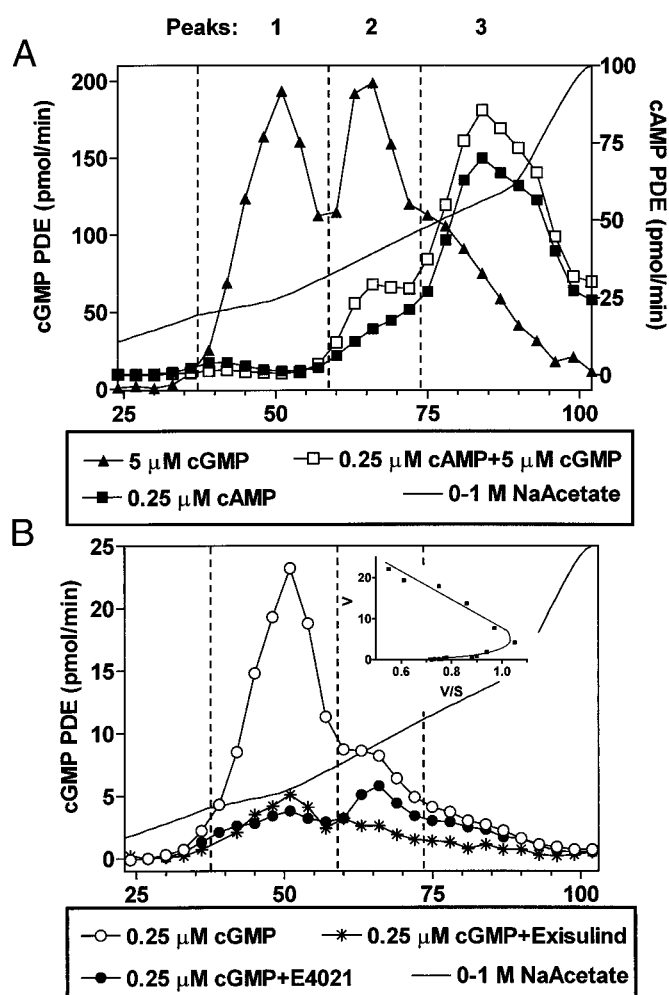 Peaks: 1 2 3
A
cGMP PDE (pmol/min)
200
150
100
50
0
cAMP PDE (pmol/min)
100
75
50
25
0
25 50 75 100
5 µM cGMP
0.25 µM cAMP+5 µM cGMP
0.25 µM cAMP
0-1 M NaAcetate
B
cGMP PDE (pmol/min)
25
20
15
10
5
0
V
20
10
0
0.6 0.8 1.0
V/S
25 50 75 100
0.25 µM cGMP
0.25 µM cGMP+Exisulind
0.25 µM cGMP+E4021
0-1 M NaAcetate